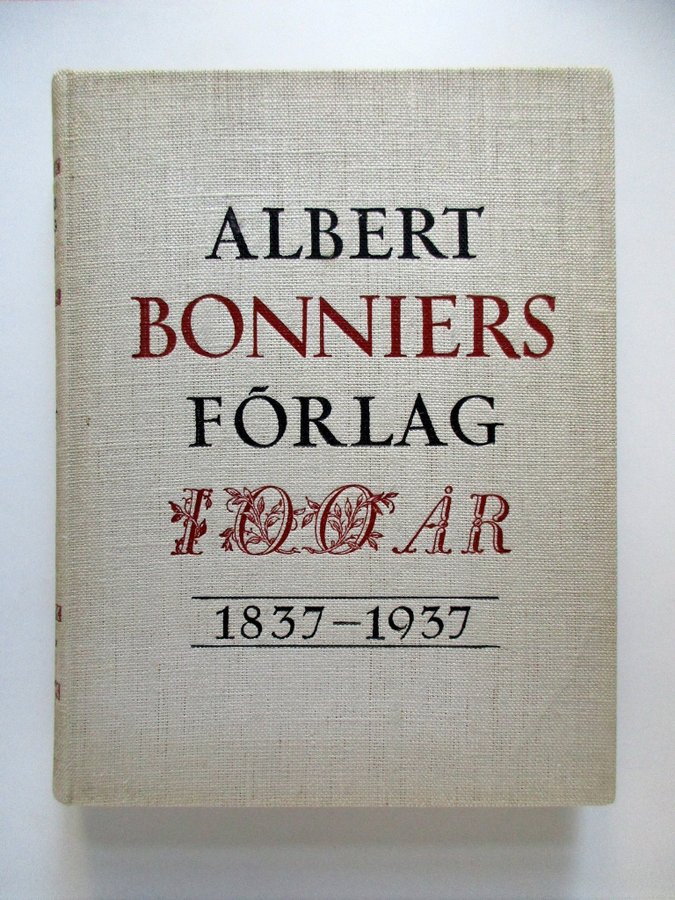 ALBERT
BONNIERS
FÖRLAG
100 ÅR
1837–1937